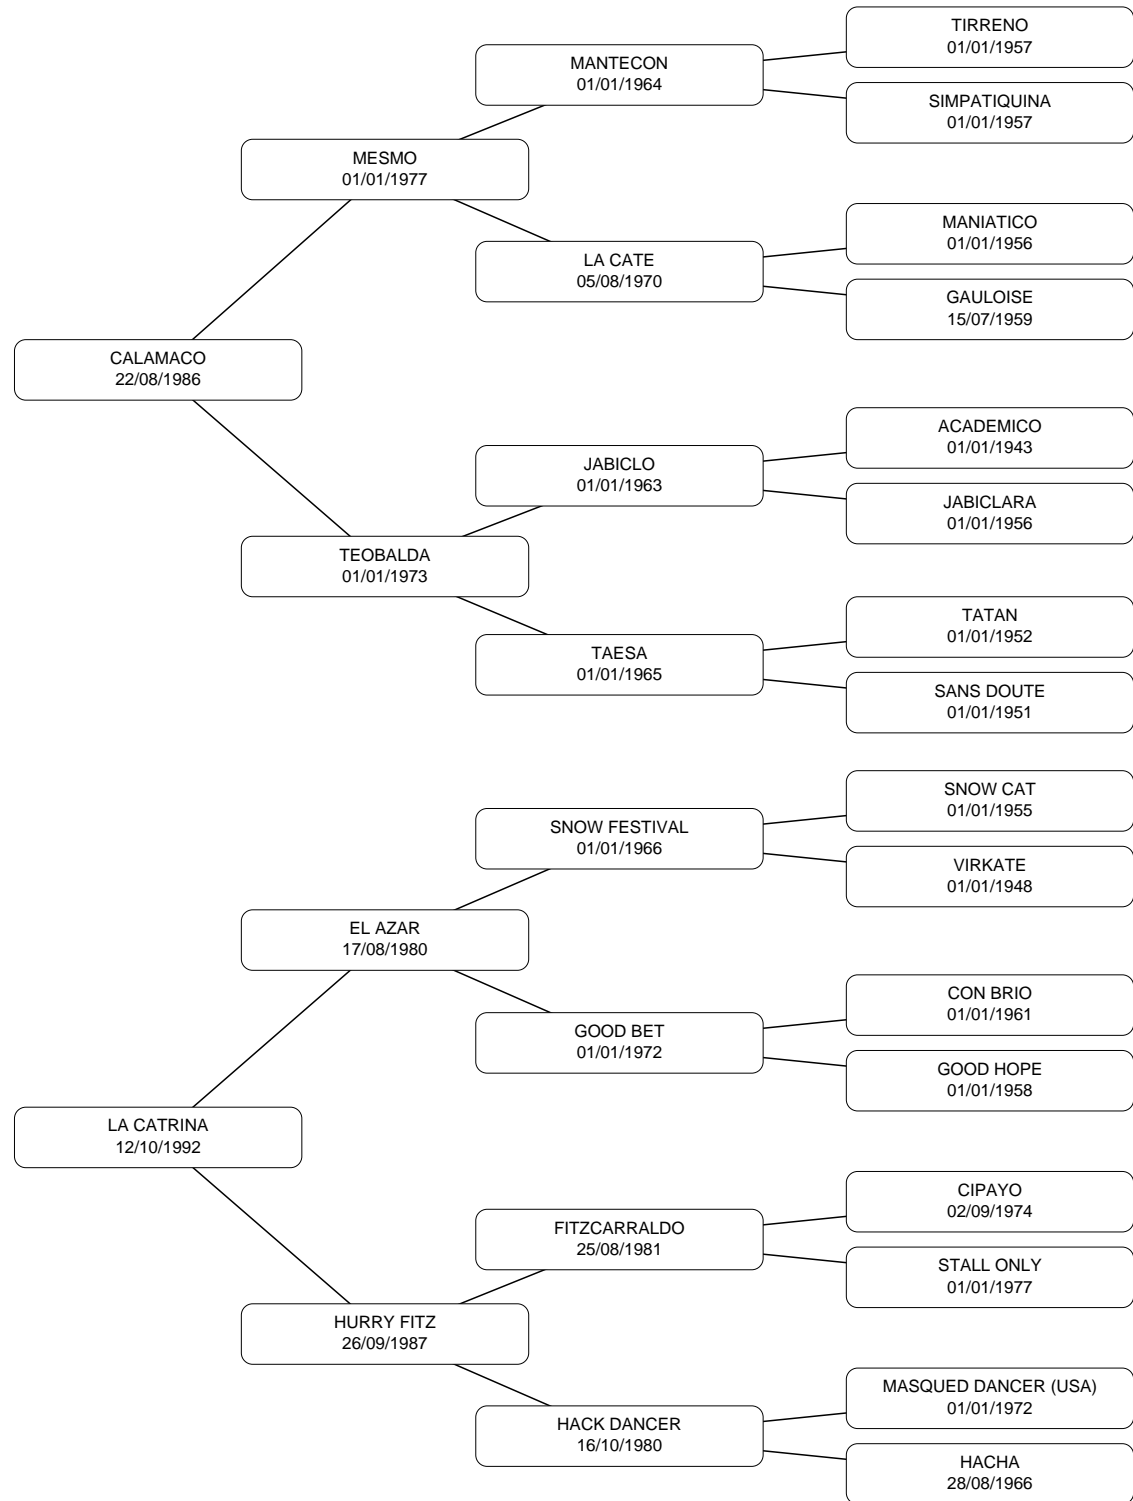 TIRRENO
01/01/1957
MANTECON
01/01/1964
SIMPATIQUINA
01/01/1957
MESMO
01/01/1977
MANIATICO
01/01/1956
LA CATE
05/08/1970
GAULOISE
15/07/1959
CALAMACO
22/08/1986
ACADEMICO
01/01/1943
JABICLO
01/01/1963
JABICLARA
01/01/1956
TEOBALDA
01/01/1973
TATAN
01/01/1952
TAESA
01/01/1965
SANS DOUTE
01/01/1951
SNOW CAT
01/01/1955
SNOW FESTIVAL
01/01/1966
VIRKATE
01/01/1948
EL AZAR
17/08/1980
CON BRIO
01/01/1961
GOOD BET
01/01/1972
GOOD HOPE
01/01/1958
LA CATRINA
12/10/1992
CIPAYO
02/09/1974
FITZCARRALDO
25/08/1981
STALL ONLY
01/01/1977
HURRY FITZ
26/09/1987
MASQUED DANCER (USA)
01/01/1972
HACK DANCER
16/10/1980
HACHA
28/08/1966